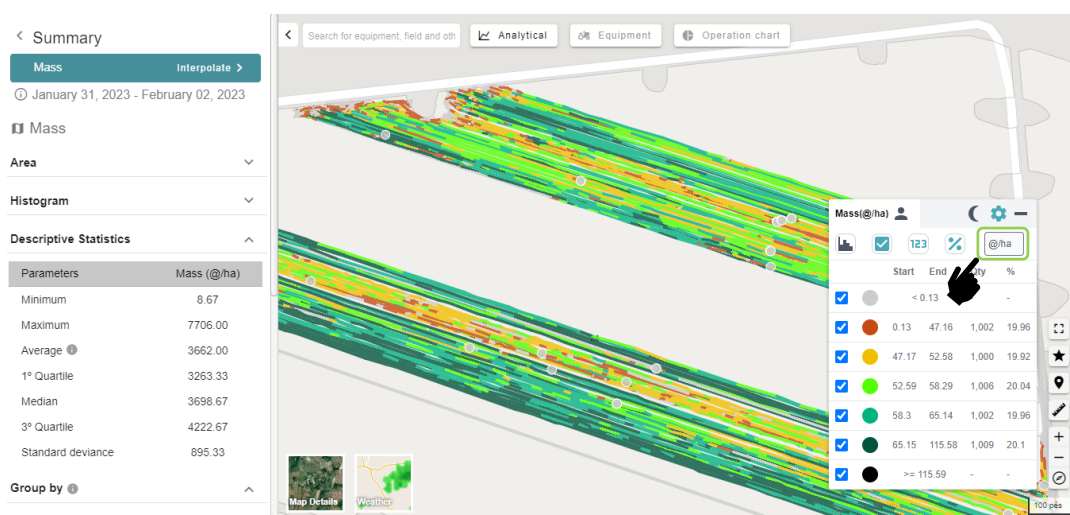 Summary
Mass Interpolate >
January 31, 2023 - February 02, 2023
Mass
Area
Histogram
Descriptive Statistics
Parameters Mass (@/ha)
Minimum 8.67
Maximum 7706.00
Average 3662.00
1º Quartile 3263.33
Median 3698.67
3º Quartile 4222.67
Standard deviance 895.33
Group by
Search for equipment, field and oth
Analytical
Equipment
Operation chart
Mass(@/ha)
123
@/ha
Start End Qty %
< 0.13 -
0.13 47.16 1,002 19.96
47.17 52.58 1,000 19.92
52.59 58.29 1,006 20.04
58.3 65.14 1,002 19.96
65.15 115.58 1,009 20.1
>= 115.59 - -
Map Details
Weather
100 pés